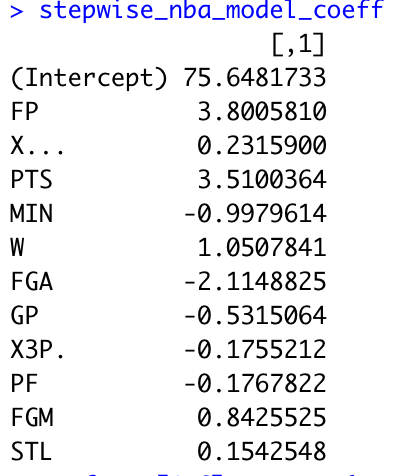 > stepwise_nba_model_coeff
[,1]
(Intercept) 75.6481733
FP 3.8005810
X... 0.2315900
PTS 3.5100364
MIN -0.9979614
W 1.0507841
FGA -2.1148825
GP -0.5315064
X3P. -0.1755212
PF -0.1767822
FGM 0.8425525
STL 0.1542548